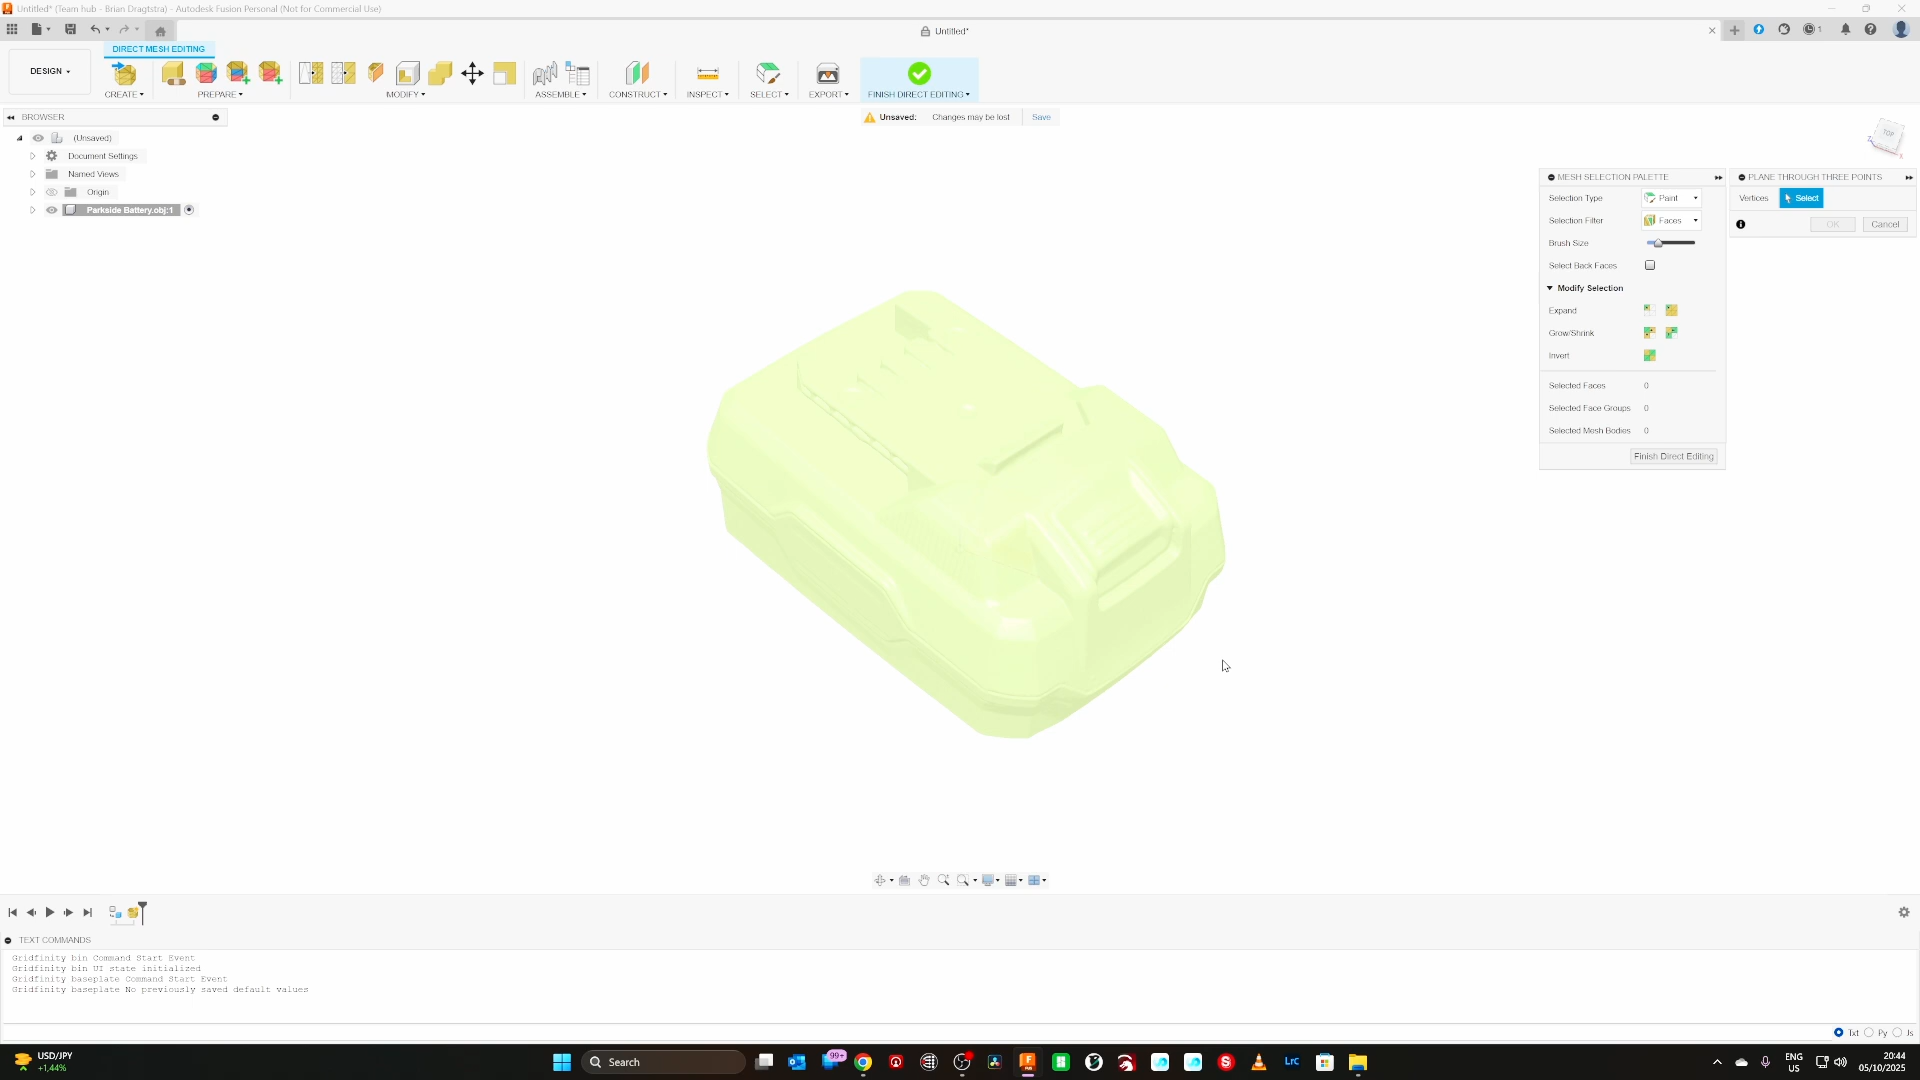 Untitled* (Team hub - Brian Dragtstra) - Autodesk Fusion Personal (Not for Commercial Use)
1
Untitled*
DIRECT MESH EDITING
DESIGN
CREATE
PREPARE
MODIFY
ASSEMBLE
CONSTRUCT
INSPECT
SELECT
EXPORT
FINISH DIRECT EDITING
BROWSER
Unsaved: Changes may be lost Save
(Unsaved)
Document Settings
Named Views
Origin
Parkside Battery.obj:1
TOP
Z
X
MESH SELECTION PALETTE
Selection Type Paint
Selection Filter Faces
Brush Size
Select Back Faces
Modify Selection
Expand
Grow/Shrink
Invert
Selected Faces 0
Selected Face Groups 0
Selected Mesh Bodies 0
Finish Direct Editing
PLANE THROUGH THREE POINTS
Vertices Select
OK Cancel
TEXT COMMANDS
Gridfinity bin Command Start Event
Gridfinity bin UI state initialized
Gridfinity baseplate Command Start Event
Gridfinity baseplate No previously saved default values
Txt Py Js
USD/JPY
+1,44%
Search
99+
LrC
ENG
US
20:44
05/10/2025